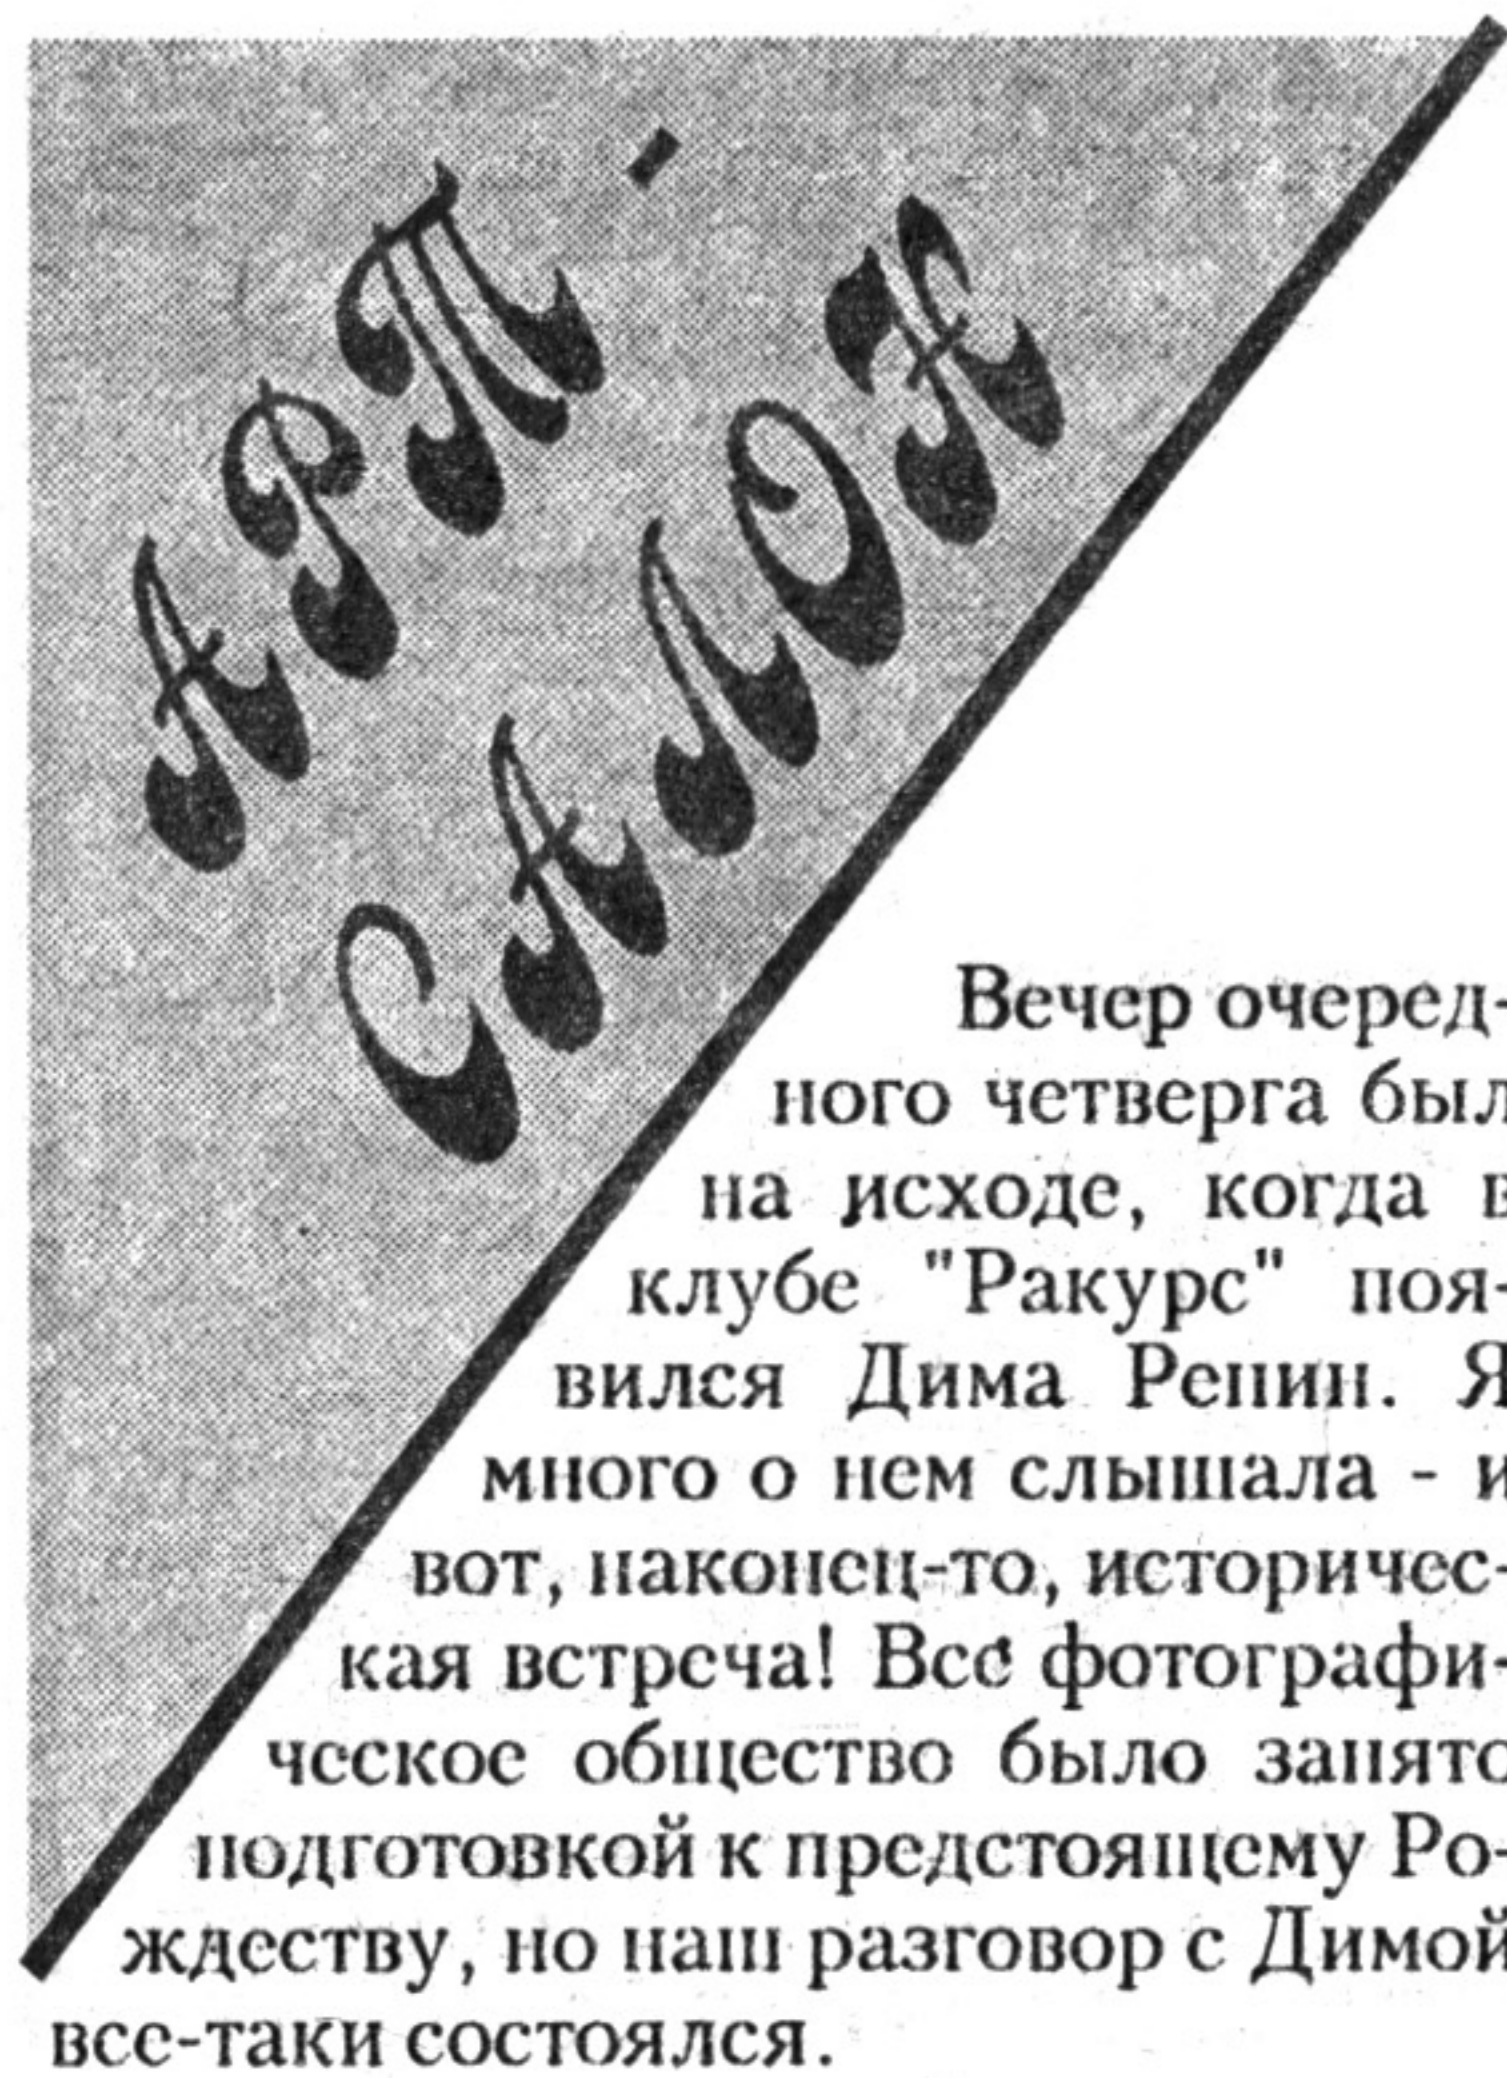 АРТ -
САЛОН
Вечер очеред-
ного четверга был
на исходе, когда в
клубе "Ракурс" поя-
вился Дима Репин. Я
много о нем слышала - и
вот, наконец-то, историчес-
кая встреча! Все фотографи-
ческое общество было занято
подготовкой к предстоящему Ро-
ждеству, но наш разговор с Димой
все-таки состоялся.